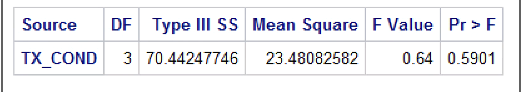 Source DF Type III SS Mean Square F Value Pr > F
TX_COND 3 70.44247746 23.48082582 0.64 0.5901